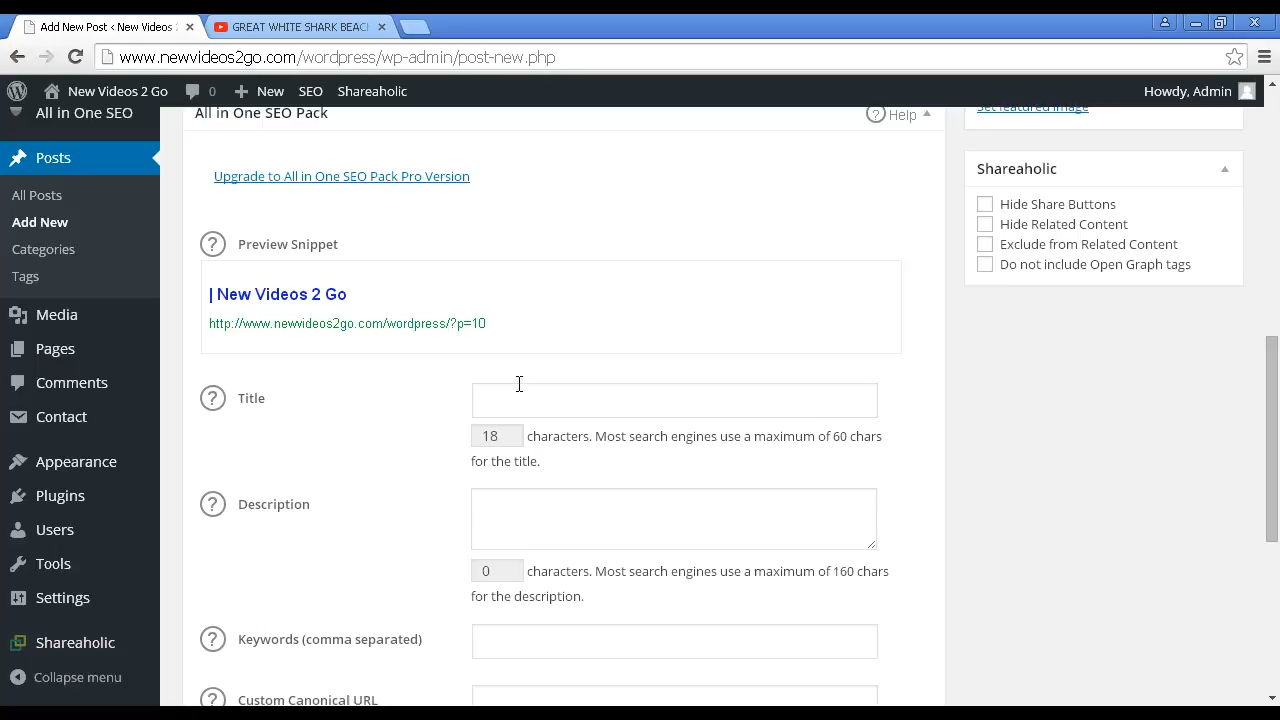 Add New Post < New Videos 2
GREAT WHITE SHARK BEACH
www.newvideos2go.com/wordpress/wp-admin/post-new.php
New Videos 2 Go
0
New
SEO
Shareaholic
Howdy, Admin
All in One SEO
Posts
All Posts
Add New
Categories
Tags
Media
Pages
Comments
Contact
Appearance
Plugins
Users
Tools
Settings
Shareaholic
Collapse menu
All in One SEO Pack
? Help
Upgrade to All in One SEO Pack Pro Version
? Preview Snippet
| New Videos 2 Go
http://www.newvideos2go.com/wordpress/?p=10
? Title
18 characters. Most search engines use a maximum of 60 chars
for the title.
? Description
0 characters. Most search engines use a maximum of 160 chars
for the description.
? Keywords (comma separated)
? Custom Canonical URL
Set featured image
Shareaholic
Hide Share Buttons
Hide Related Content
Exclude from Related Content
Do not include Open Graph tags